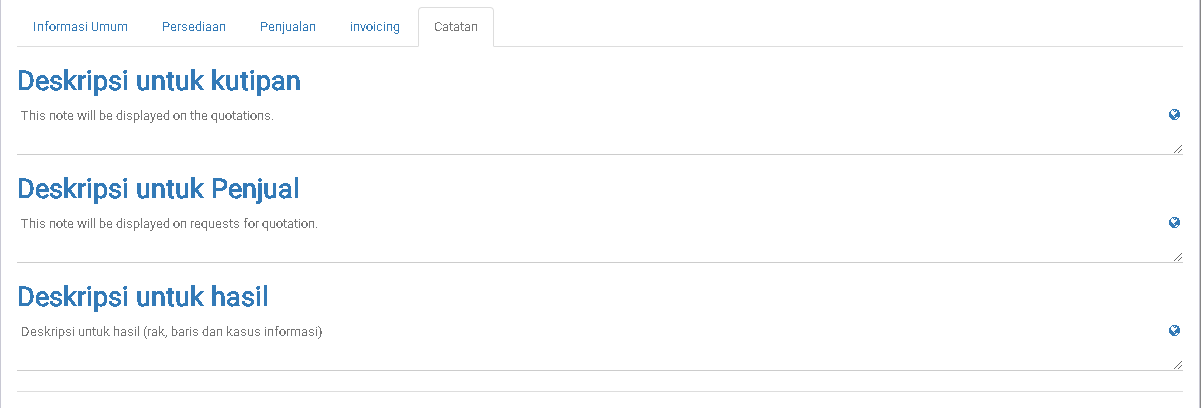 Informasi Umum Persediaan Penjualan invoicing Catatan
Deskripsi untuk kutipan
This note will be displayed on the quotations.
Deskripsi untuk Penjual
This note will be displayed on requests for quotation.
Deskripsi untuk hasil
Deskripsi untuk hasil (rak, baris dan kasus informasi)